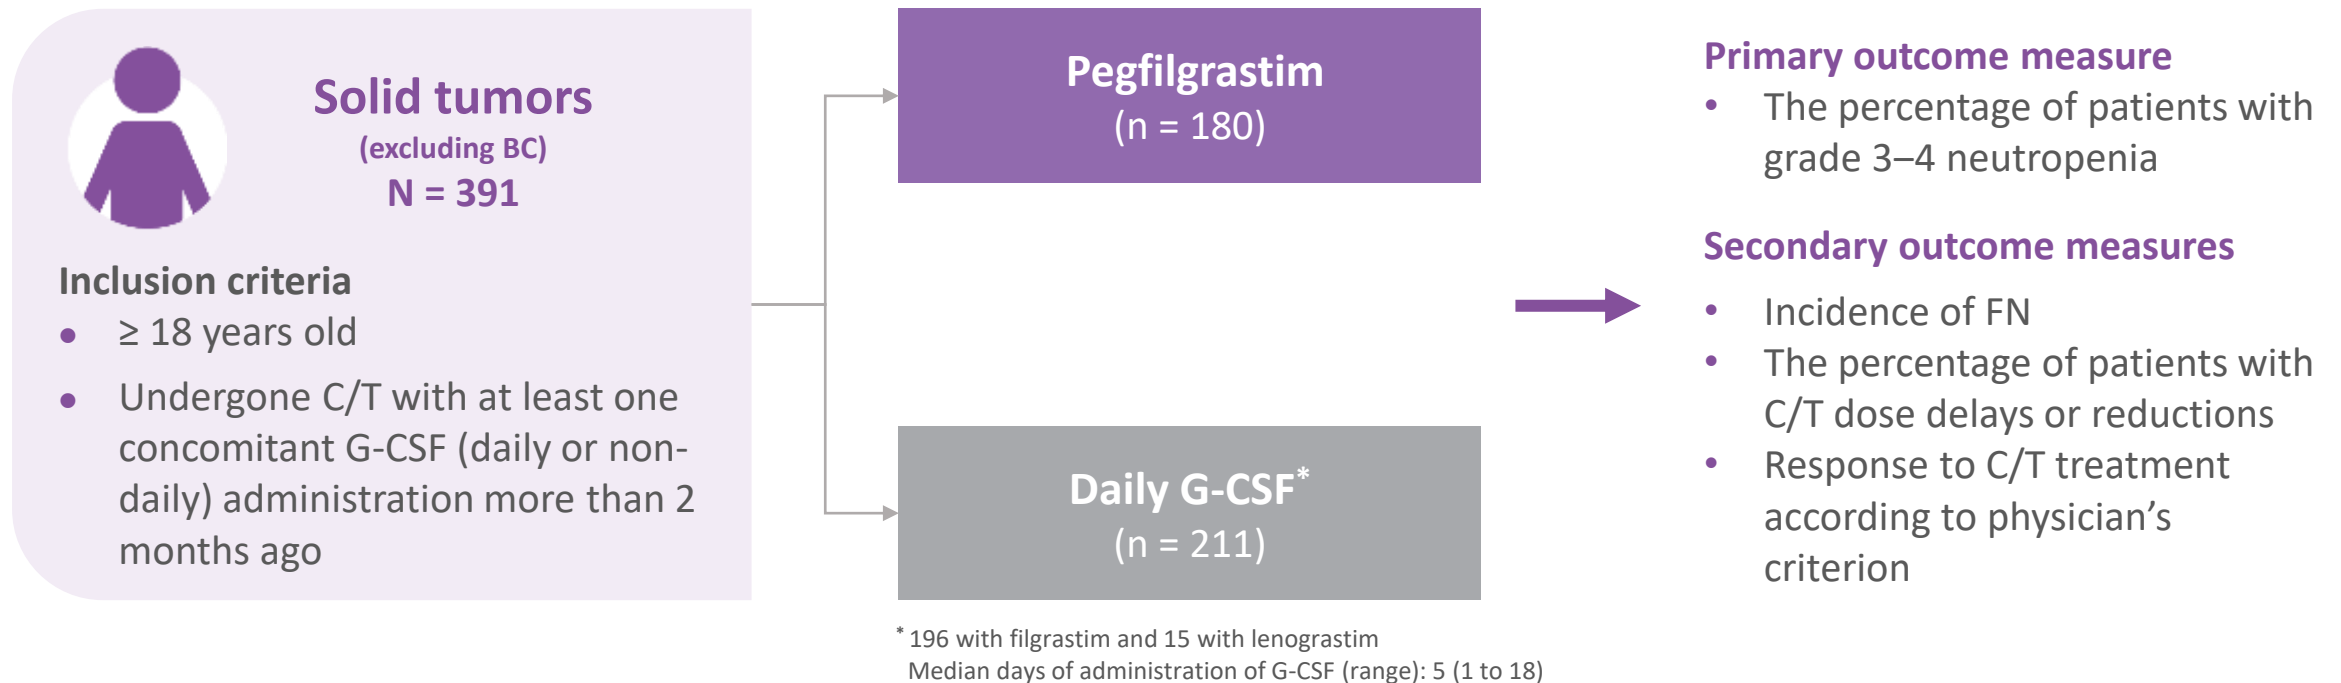 Solid tumors
(excluding BC)
N = 391
Inclusion criteria
• ≥ 18 years old
• Undergone C/T with at least one
concomitant G-CSF (daily or non-
daily) administration more than 2
months ago
Pegfilgrastim
(n = 180)
Daily G-CSF*
(n = 211)
* 196 with filgrastim and 15 with lenograstim
Median days of administration of G-CSF (range): 5 (1 to 18)
Primary outcome measure
• The percentage of patients with
grade 3–4 neutropenia
Secondary outcome measures
• Incidence of FN
• The percentage of patients with
C/T dose delays or reductions
• Response to C/T treatment
according to physician’s
criterion